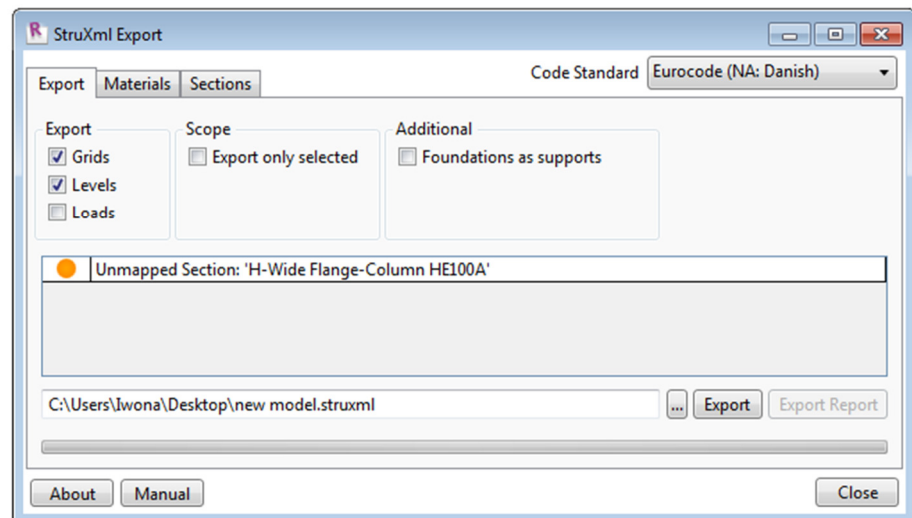 StruXml Export
Code Standard Eurocode (NA: Danish)
Export Materials Sections
Export Scope Additional
Grids Export only selected Foundations as supports
Levels
Loads
Unmapped Section: 'H-Wide Flange-Column HE100A'
C:\Users\Iwona\Desktop\new model.struxml ... Export Export Report
About Manual Close